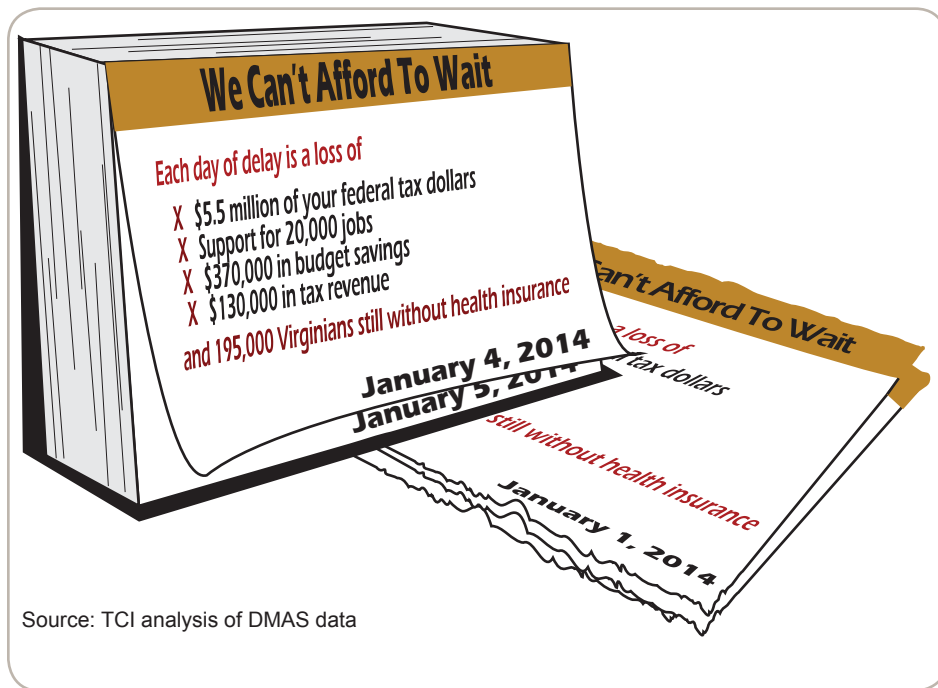 We Can't Afford To Wait
Each day of delay is a loss of
X $5.5 million of your federal tax dollars
X Support for 20,000 jobs
X $370,000 in budget savings
X $130,000 in tax revenue
and 195,000 Virginians still without health insurance
January 4, 2014
January 5, 2014
Can't Afford To Wait
a loss of
tax dollars
still without health insurance
January 1, 2014
Source: TCI analysis of DMAS data